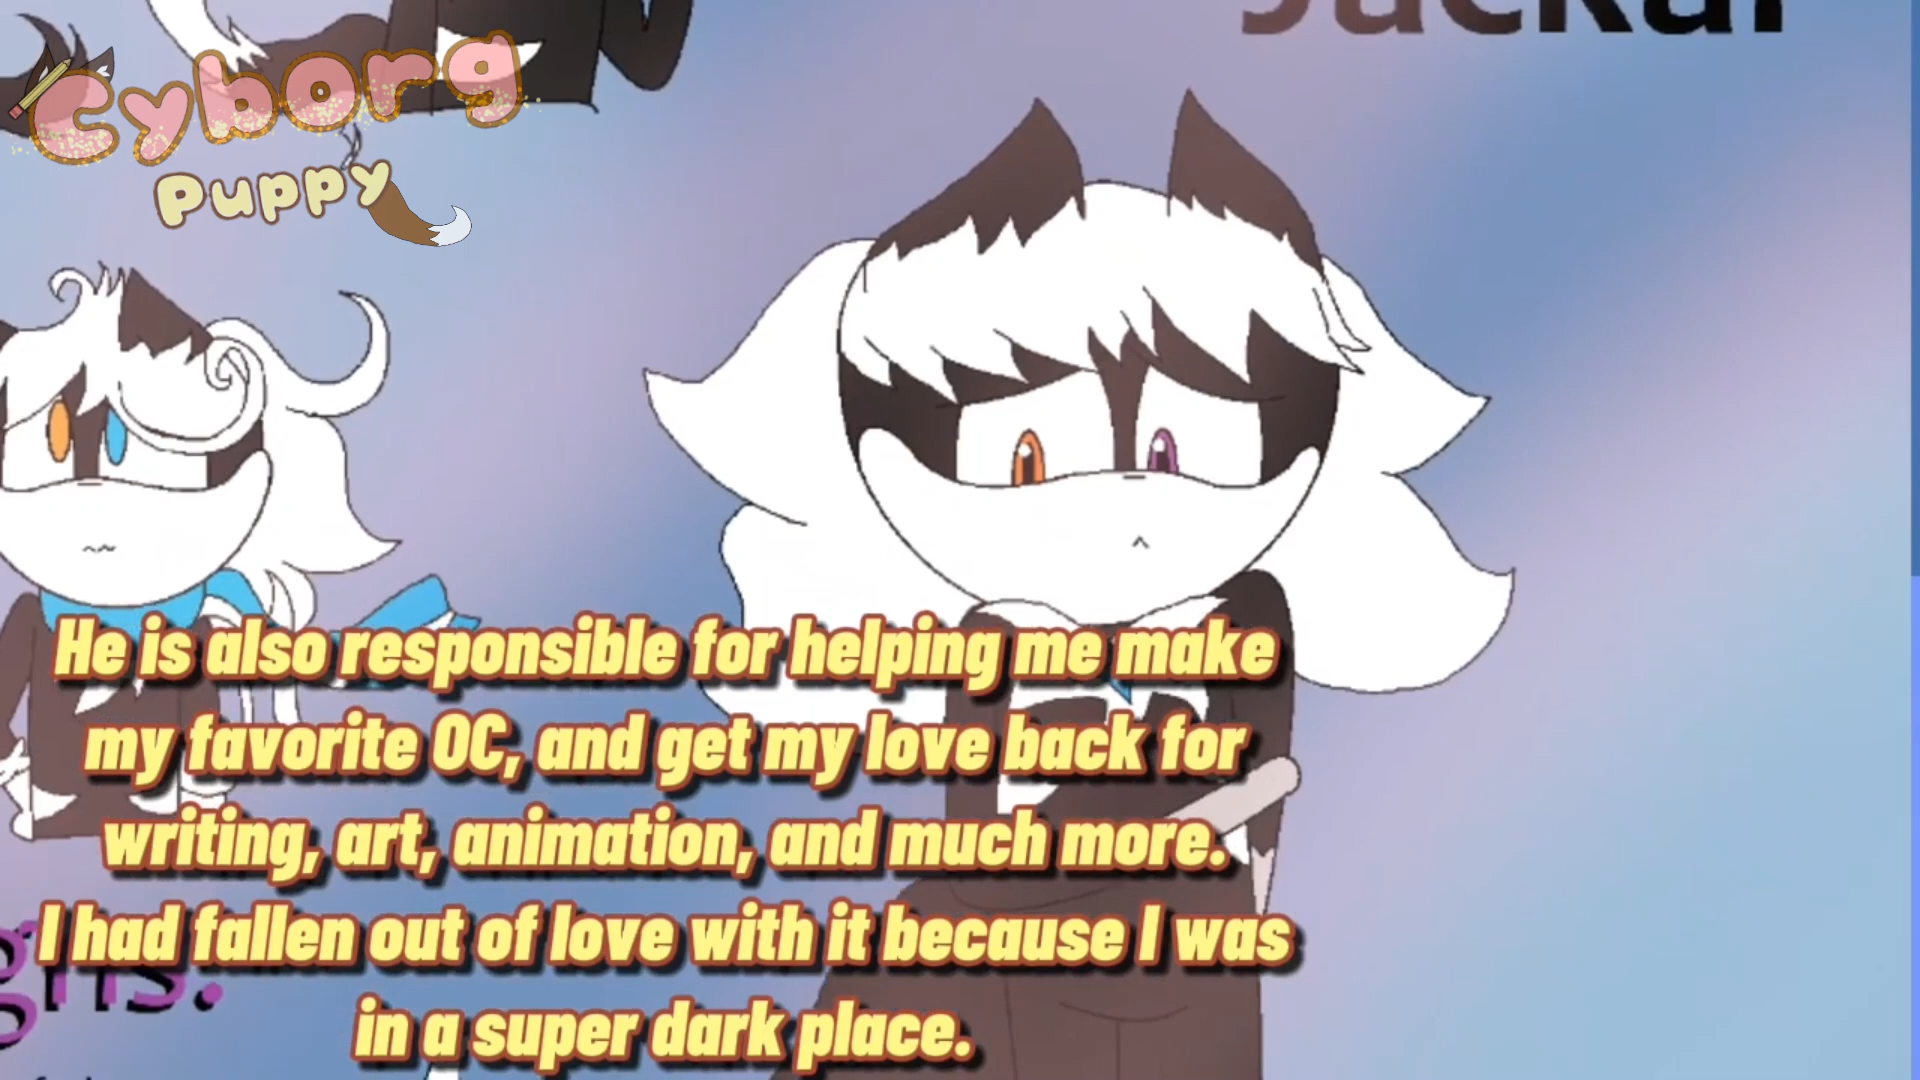 Jackal
Cyborg
Puppy
He is also responsible for helping me make
my favorite OC, and get my love back for
writing, art, animation, and much more.
I had fallen out of love with it because I was
in a super dark place.